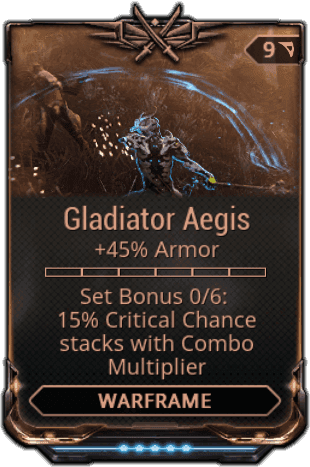 9
Gladiator Aegis
+45% Armor
Set Bonus 0/6:
15% Critical Chance
stacks with Combo
Multiplier
WARFRAME